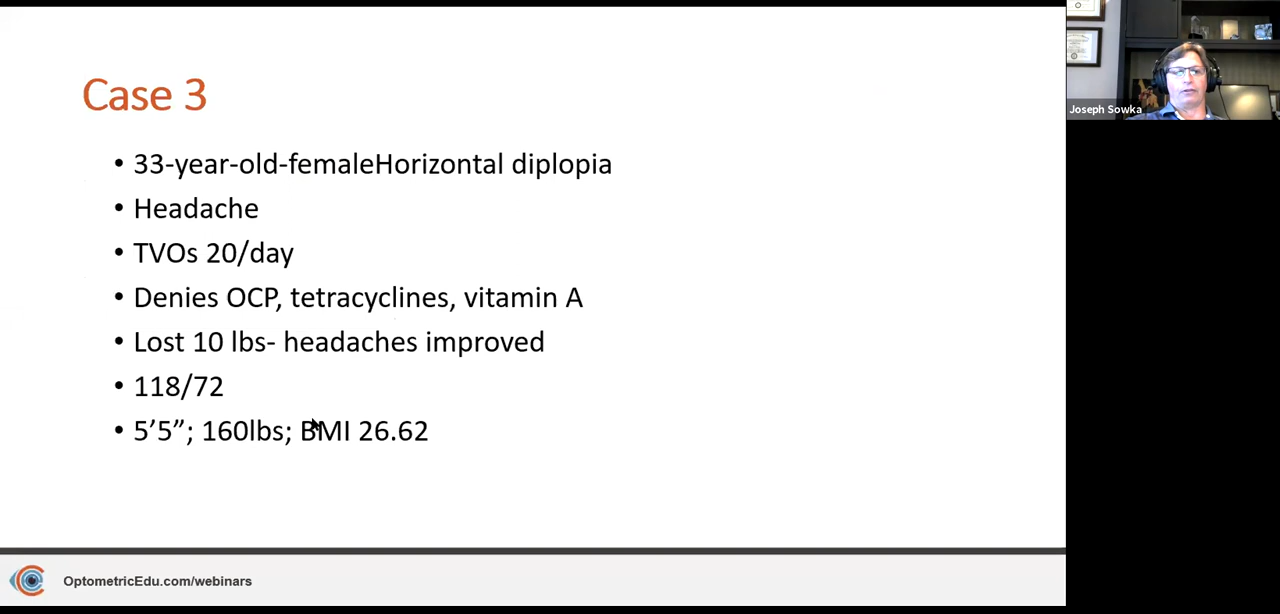 Case 3
• 33-year-old-femaleHorizontal diplopia
• Headache
• TVOs 20/day
• Denies OCP, tetracyclines, vitamin A
• Lost 10 lbs- headaches improved
• 118/72
• 5’5”; 160lbs; BMI 26.62
OptometricEdu.com/webinars
Joseph Sowka